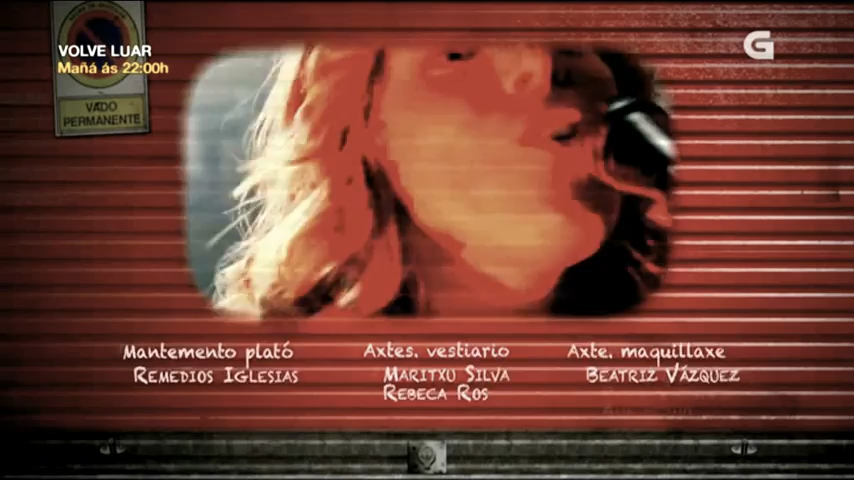 VOLVE LUAR
Mañá ás 22:00h
VADO
PERMANENTE
G
Mantemento plató
REMEDIOS IGLESIAS
Axtes. vestiario
MARITXU SILVA
REBECA ROS
Axte. maquillaxe
BEATRIZ VÁZQUEZ